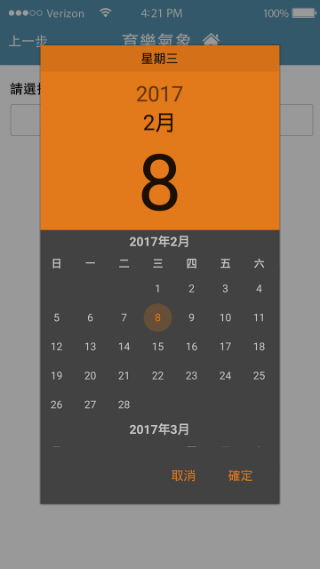 Verizon 4:21 PM 100%
上一步 育樂氣象
請選
星期三
2017
2月
8
2017年2月
日 一 二 三 四 五 六
1 2 3 4
5 6 7 8 9 10 11
12 13 14 15 16 17 18
19 20 21 22 23 24 25
26 27 28
2017年3月
取消 確定